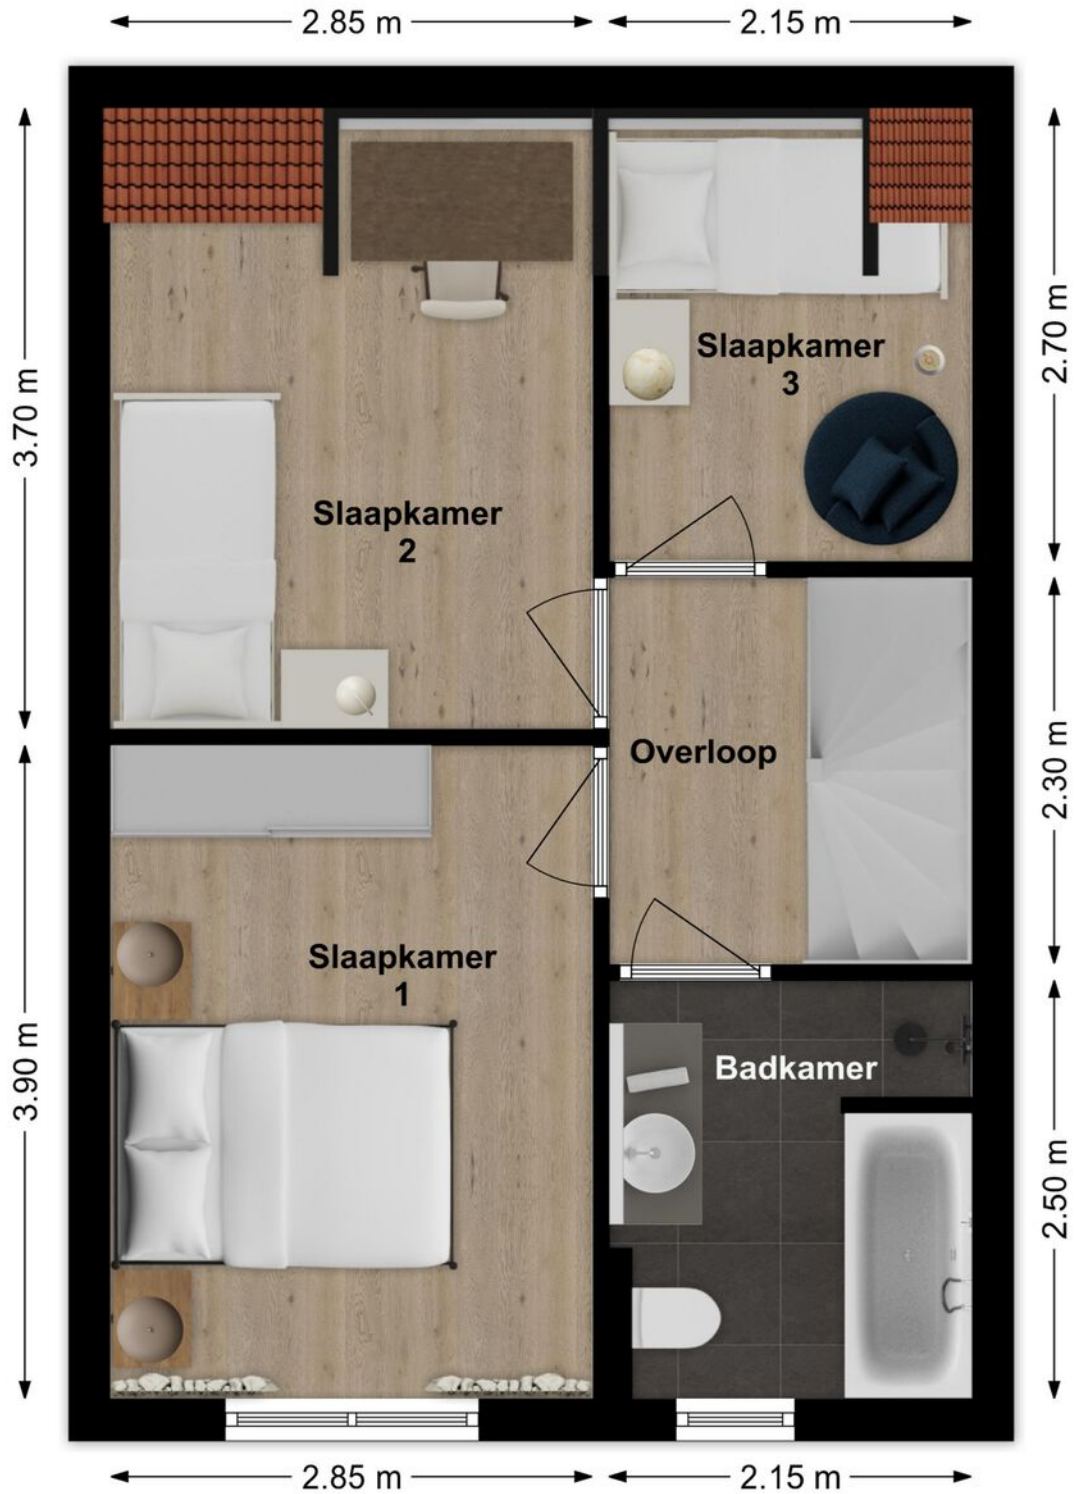 2.85 m
2.15 m
3.70 m
2.70 m
Slaapkamer
3
Slaapkamer
2
Overloop
2.30 m
Slaapkamer
1
3.90 m
Badkamer
2.50 m
2.85 m
2.15 m